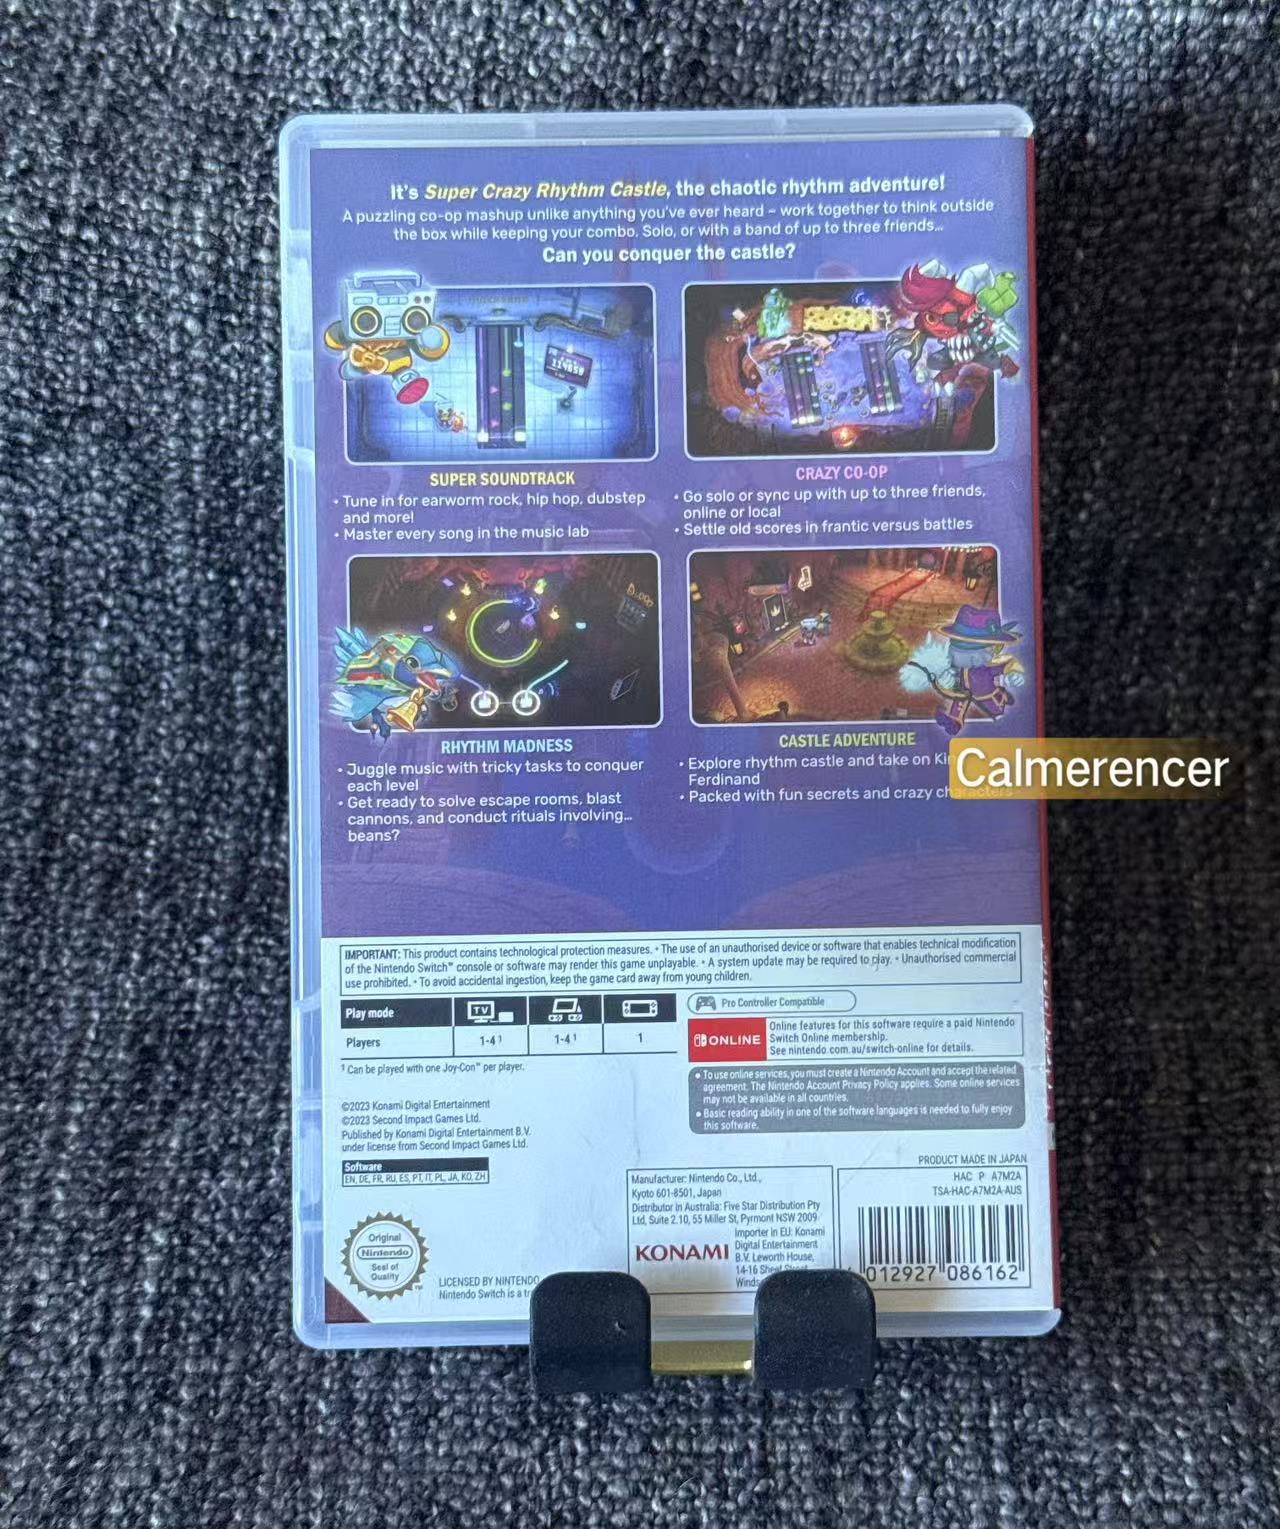 It's Super Crazy Rhythm Castle, the chaotic rhythm adventure!
A puzzling co-op mashup unlike anything you've ever heard – work together to think outside
the box while keeping your combo. Solo, or with a band of up to three friends...
Can you conquer the castle?
SUPER SOUNDTRACK
• Tune in for earworm rock, hip hop, dubstep
and more!
• Master every song in the music lab
CRAZY CO-OP
• Go solo or sync up with up to three friends,
online or local
• Settle old scores in frantic versus battles
RHYTHM MADNESS
• Juggle music with tricky tasks to conquer
each level
• Get ready to solve escape rooms, blast
cannons, and conduct rituals involving...
beans?
CASTLE ADVENTURE
• Explore rhythm castle and take on
Ferdinand
• Packed with fun secrets and crazy characters
Calmerencer
IMPORTANT: This product contains technological protection measures. • The use of an unauthorised device or software that enables technical modification
of the Nintendo Switch™ console or software may render this game unplayable. • A system update may be required to play. • Unauthorised commercial
use prohibited. • To avoid accidental ingestion, keep the game card away from young children.
Play mode TV
Players 1-4¹ 1-4¹ 1
¹ Can be played with one Joy-Con™ per player.
Pro Controller Compatible
ONLINE
Online features for this software require a paid Nintendo
Switch Online membership.
See nintendo.com.au/switch-online for details.
• To use online services, you must create a Nintendo Account and accept the related
agreement. The Nintendo Account Privacy Policy applies. Some online services
may not be available in all countries.
• Basic reading ability in one of the software languages is needed to fully enjoy
this software.
©2023 Konami Digital Entertainment
©2023 Second Impact Games Ltd.
Published by Konami Digital Entertainment B.V.
under license from Second Impact Games Ltd.
Software
EN, DE, FR, RU, ES, PT, IT, PL, JA, KO, ZH
Original
Nintendo
Seal of
Quality
™
LICENSED BY NINTENDO
Nintendo Switch is a
Manufacturer: Nintendo Co., Ltd.,
Kyoto 601-8501, Japan
Distributor in Australia: Five Star Distribution Pty
Ltd, Suite 2.10, 55 Miller St, Pyrmont NSW 2009
KONAMI
Importer in EU: Konami
Digital Entertainment
B.V. Leworth House,
14-16 Sheet Street
PRODUCT MADE IN JAPAN
HAC P A7M2A
TSA-HAC-A7M2A-AUS
012927 086162